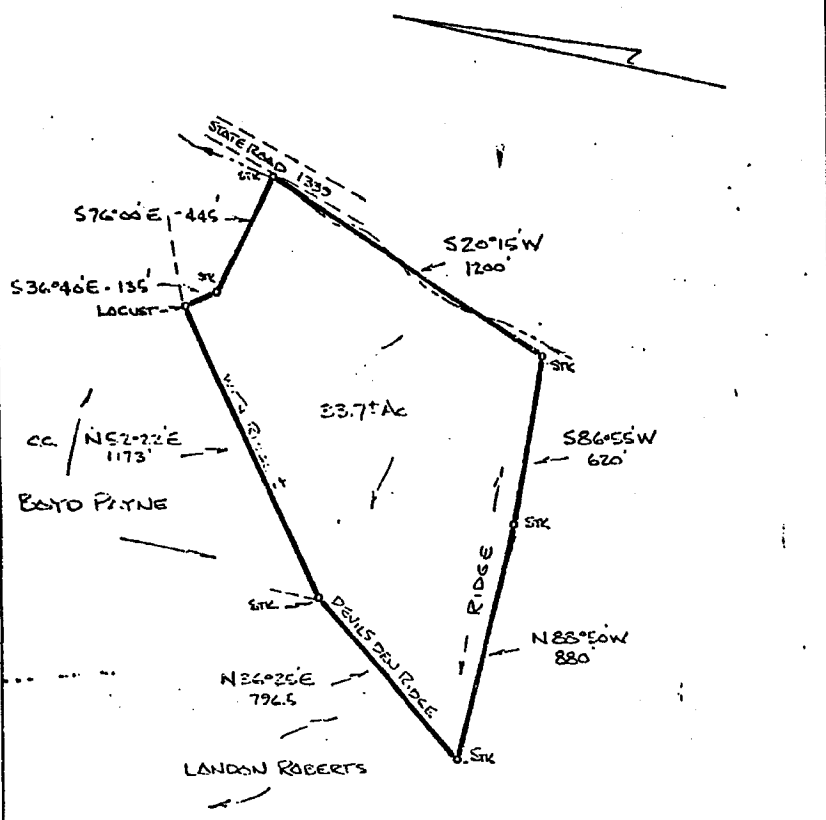 STATE ROAD 1339
STK
S76°00'E - 445'
S20°15'W
1200'
S36°40'E - 135'
STK
LOCUST
STK
33.7± Ac
C.C.
N52-22'E
1173'
S86°55'W
620'
BOYD PAYNE
STK
RIDGE
STK
DEVILS DEN RIDGE
N88°50'W
880'
N36°25'E
796.5
STK
LANDON ROBERTS